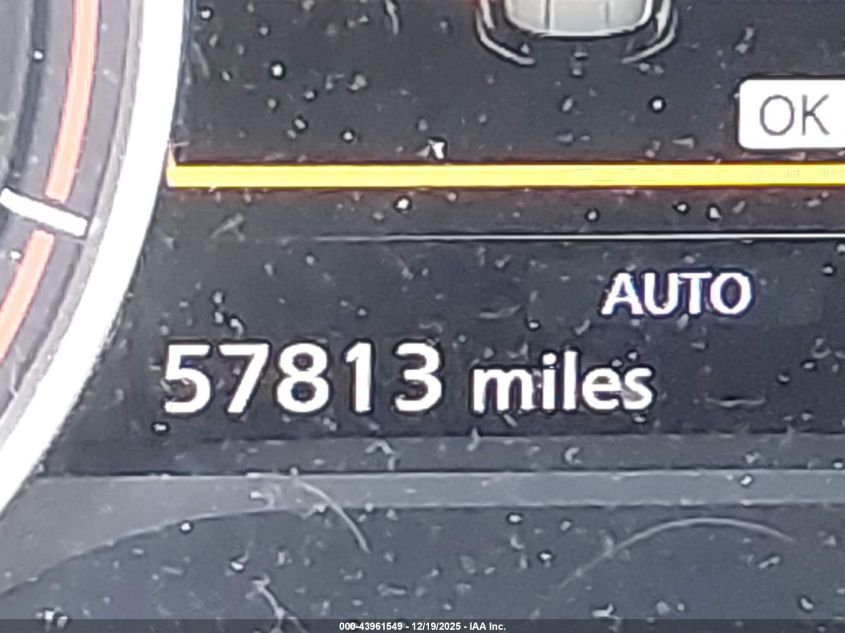 OK
AUTO
57813 miles
000-43961549 - 12/19/2025 - IAA Inc.